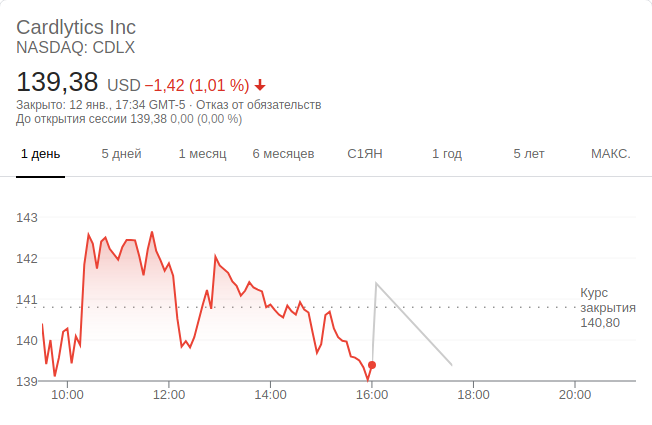 Cardlytics Inc
NASDAQ: CDLX
139,38 USD −1,42 (1,01 %)
Закрыто: 12 янв., 17:34 GMT-5 · Отказ от обязательств
До открытия сессии 139,38 0,00 (0,00 %)
1 день 5 дней 1 месяц 6 месяцев С1ЯН 1 год 5 лет МАКС.
143
142
141
140
139
Курс
закрытия
140,80
10:00 12:00 14:00 16:00 18:00 20:00